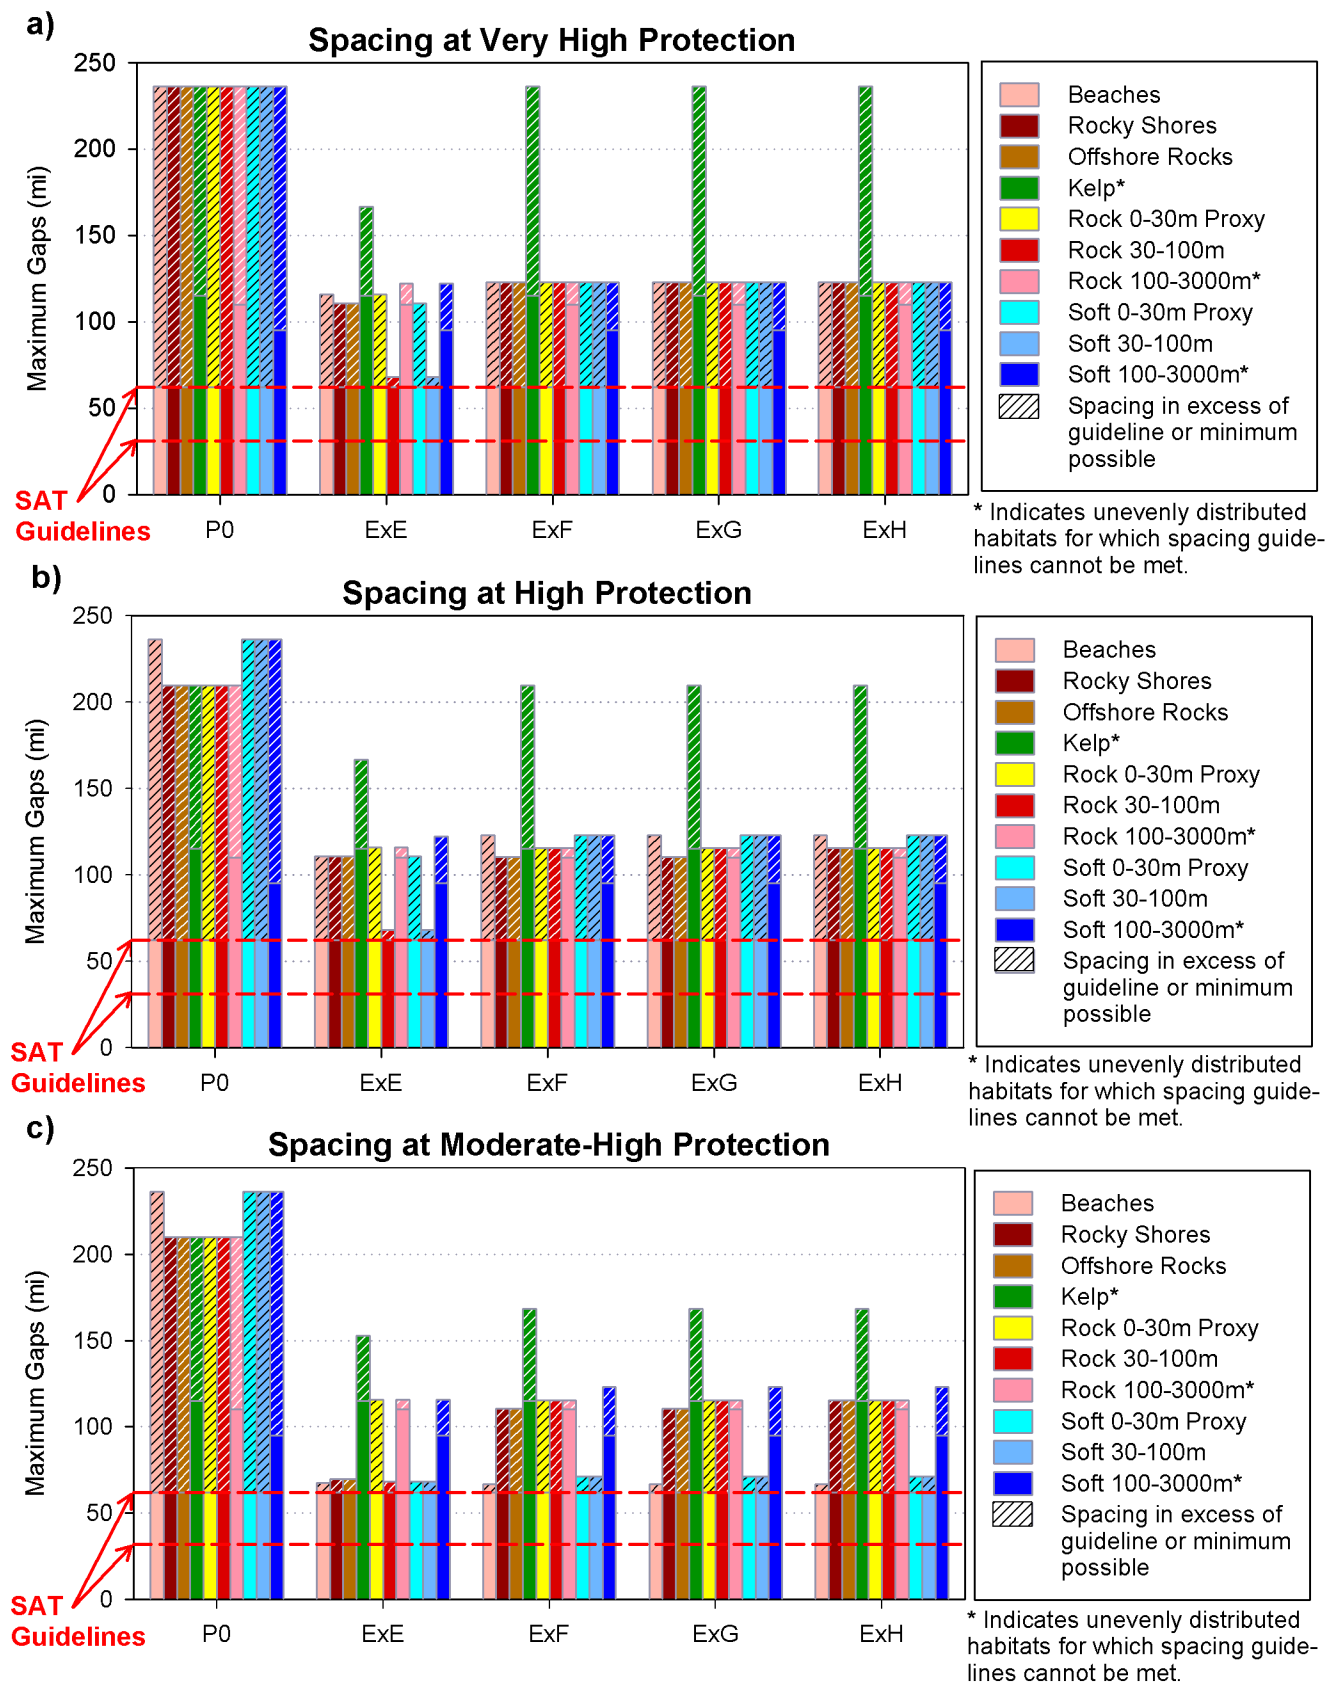 a)
Spacing at Very High Protection
Maximum Gaps (mi)
250
200
150
100
50
0
SAT
Guidelines
P0
ExE
ExF
ExG
ExH
Beaches
Rocky Shores
Offshore Rocks
Kelp*
Rock 0-30m Proxy
Rock 30-100m
Rock 100-3000m*
Soft 0-30m Proxy
Soft 30-100m
Soft 100-3000m*
Spacing in excess of
guideline or minimum
possible
* Indicates unevenly distributed
habitats for which spacing guide-
lines cannot be met.
b)
Spacing at High Protection
Maximum Gaps (mi)
250
200
150
100
50
0
SAT
Guidelines
P0
ExE
ExF
ExG
ExH
Beaches
Rocky Shores
Offshore Rocks
Kelp*
Rock 0-30m Proxy
Rock 30-100m
Rock 100-3000m*
Soft 0-30m Proxy
Soft 30-100m
Soft 100-3000m*
Spacing in excess of
guideline or minimum
possible
* Indicates unevenly distributed
habitats for which spacing guide-
lines cannot be met.
c)
Spacing at Moderate-High Protection
Maximum Gaps (mi)
250
200
150
100
50
0
SAT
Guidelines
P0
ExE
ExF
ExG
ExH
Beaches
Rocky Shores
Offshore Rocks
Kelp*
Rock 0-30m Proxy
Rock 30-100m
Rock 100-3000m*
Soft 0-30m Proxy
Soft 30-100m
Soft 100-3000m*
Spacing in excess of
guideline or minimum
possible
* Indicates unevenly distributed
habitats for which spacing guide-
lines cannot be met.